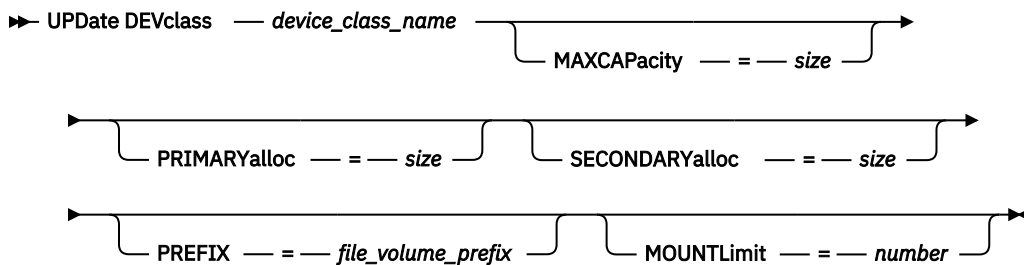 UPDate DEVclass device_class_name
MAXCAPacity = size
PRIMARYalloc = size SECONDARYalloc = size
PREFIX = file_volume_prefix MOUNTLimit = number